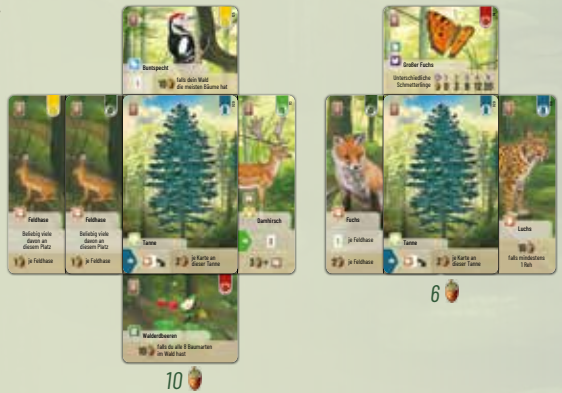 Buntspecht
falls dein Wald
die meisten Bäume hat
Großer Fuchs
Unterschiedliche
Schmetterlinge
Feldhase
Beliebig viele
davon an
diesem Platz
je Feldhase
Feldhase
Beliebig viele
davon an
diesem Platz
je Feldhase
Tanne
je Karte an
dieser Tanne
Damhirsch
Walderdbeeren
falls du alle 8 Baumarten
im Wald hast
10
Fuchs
1 je Feldhase
je Feldhase
Tanne
je Karte an
dieser Tanne
Luchs
falls mindestens
1 Reh
6